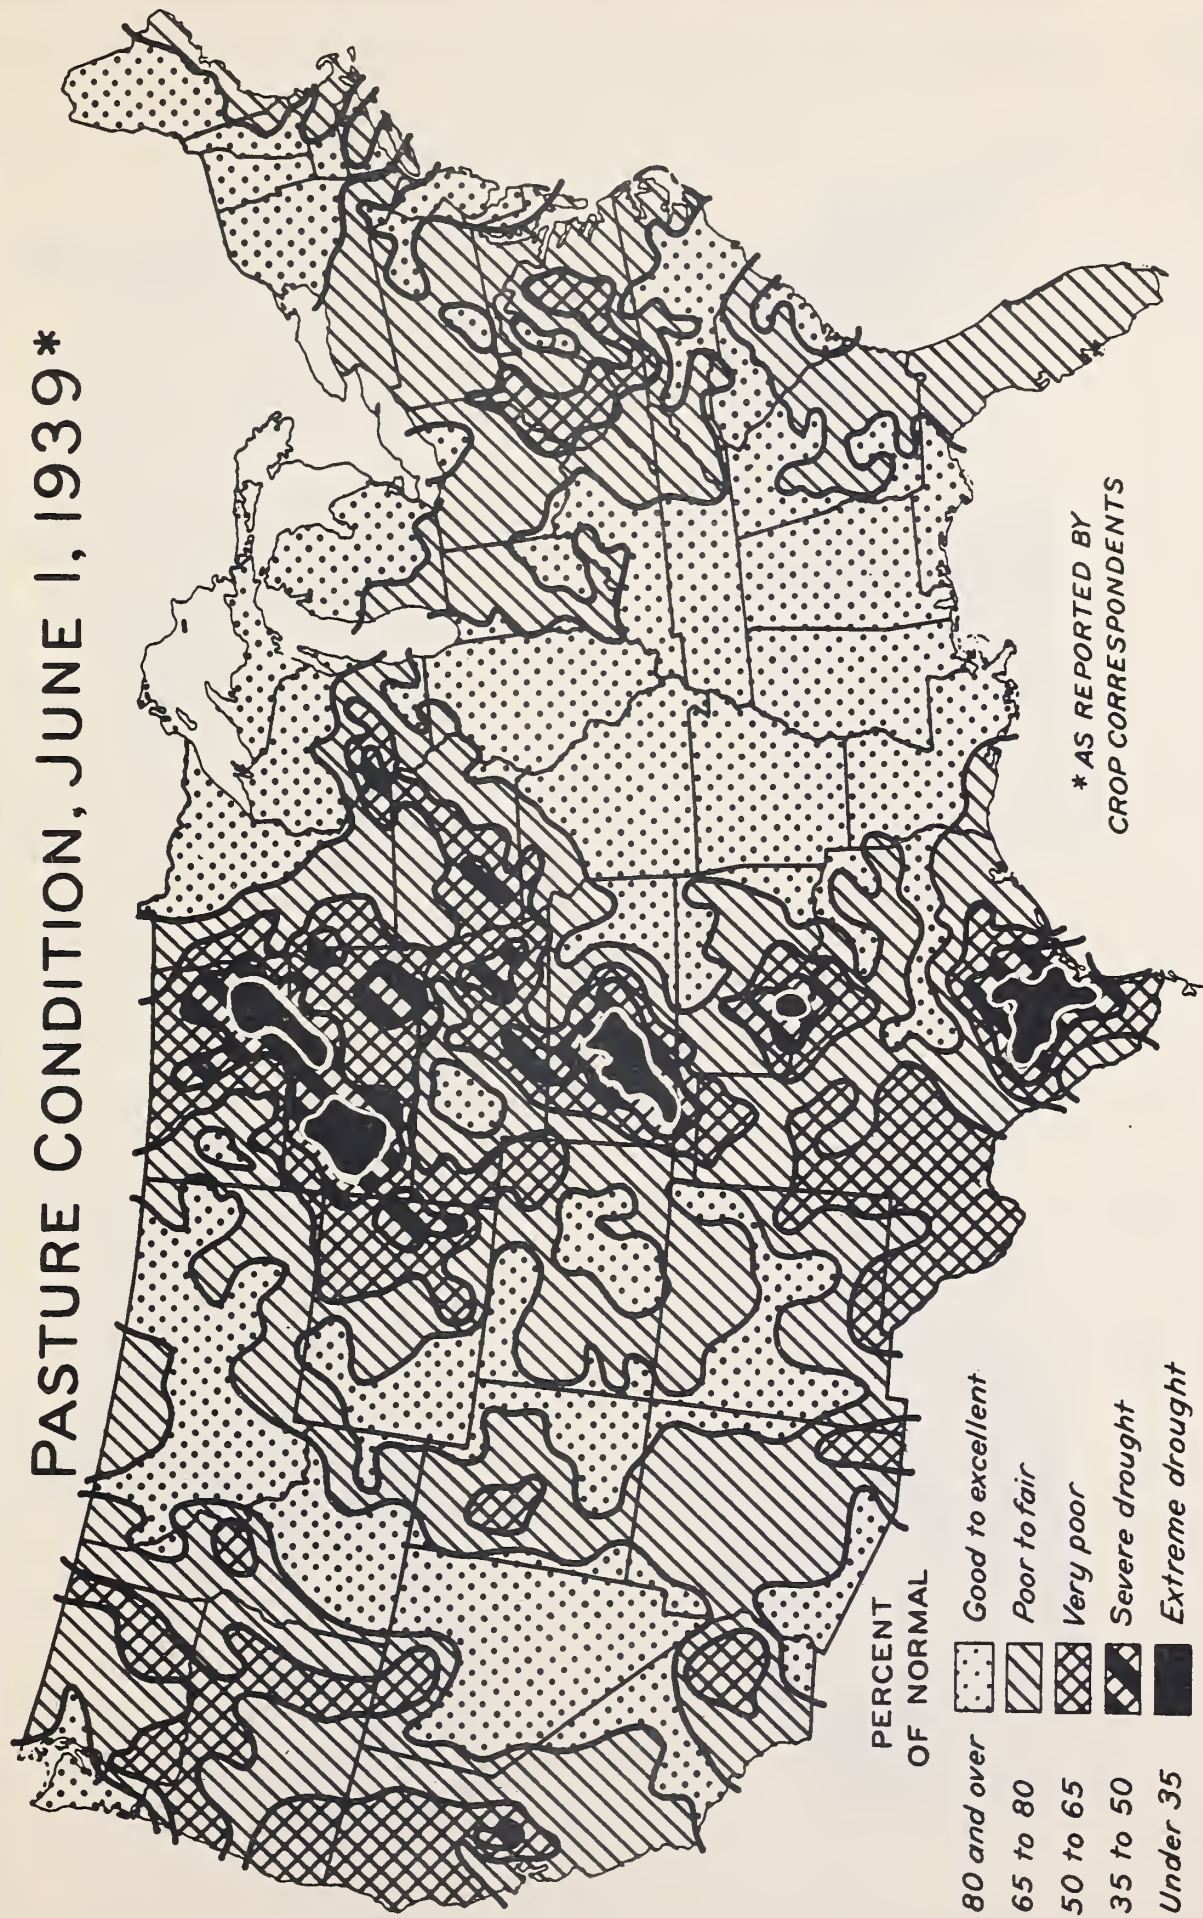 PASTURE CONDITION, JUNE 1, 1939*
* AS REPORTED BY
CROP CORRESPONDENTS
PERCENT
OF NORMAL
80 and over Good to excellent
65 to 80 Poor to fair
50 to 65 Very poor
35 to 50 Severe drought
Under 35 Extreme drought